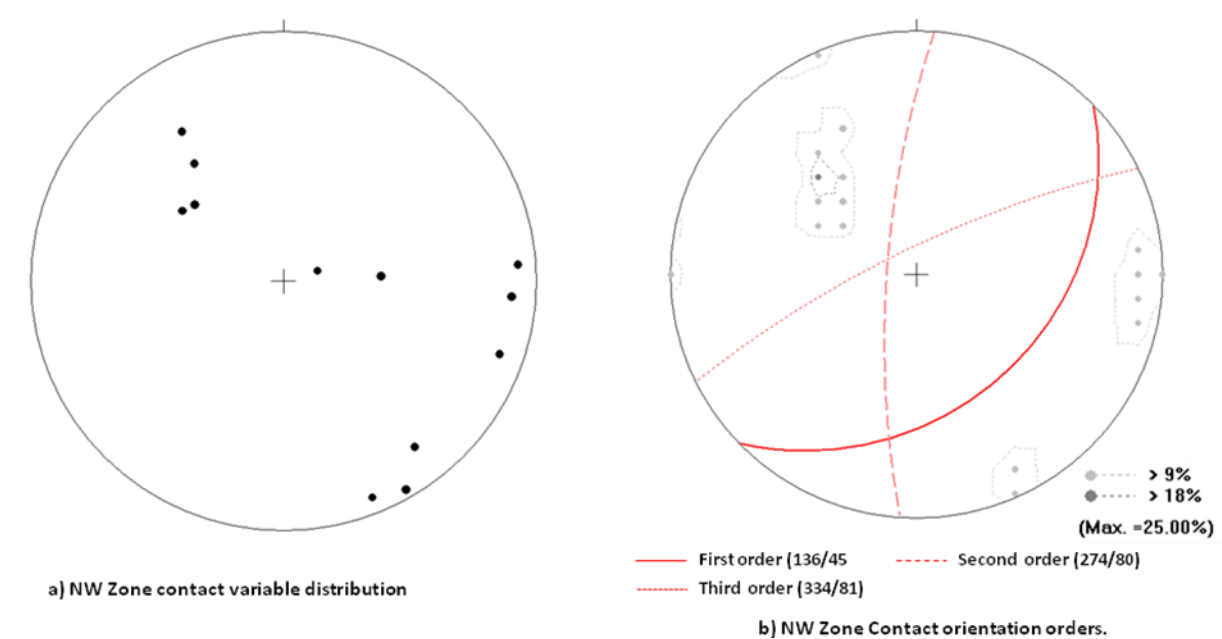 > 9%
> 18%
(Max. =25.00%)
First order (136/45
Second order (274/80)
Third order (334/81)
a) NW Zone contact variable distribution
b) NW Zone Contact orientation orders.